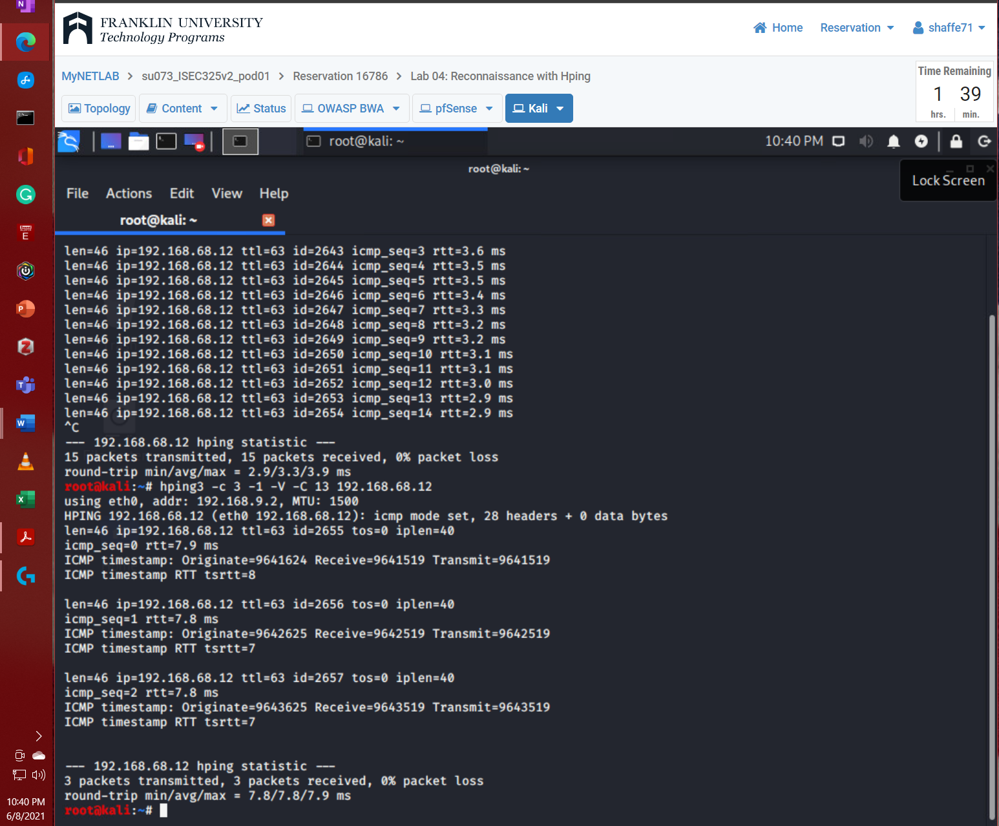 FRANKLIN UNIVERSITY
Technology Programs
Home
Reservation
shaffe71
MyNETLAB > su073_ISEC325v2_pod01 > Reservation 16786 > Lab 04: Reconnaissance with Hping
Time Remaining
1 39
hrs. min.
Topology
Content
Status
OWASP BWA
pfSense
Kali
root@kali: ~
10:40 PM
root@kali: ~
Lock Screen
File Actions Edit View Help
root@kali: ~
len=46 ip=192.168.68.12 ttl=63 id=2643 icmp_seq=3 rtt=3.6 ms
len=46 ip=192.168.68.12 ttl=63 id=2644 icmp_seq=4 rtt=3.5 ms
len=46 ip=192.168.68.12 ttl=63 id=2645 icmp_seq=5 rtt=3.5 ms
len=46 ip=192.168.68.12 ttl=63 id=2646 icmp_seq=6 rtt=3.4 ms
len=46 ip=192.168.68.12 ttl=63 id=2647 icmp_seq=7 rtt=3.3 ms
len=46 ip=192.168.68.12 ttl=63 id=2648 icmp_seq=8 rtt=3.2 ms
len=46 ip=192.168.68.12 ttl=63 id=2649 icmp_seq=9 rtt=3.2 ms
len=46 ip=192.168.68.12 ttl=63 id=2650 icmp_seq=10 rtt=3.1 ms
len=46 ip=192.168.68.12 ttl=63 id=2651 icmp_seq=11 rtt=3.1 ms
len=46 ip=192.168.68.12 ttl=63 id=2652 icmp_seq=12 rtt=3.0 ms
len=46 ip=192.168.68.12 ttl=63 id=2653 icmp_seq=13 rtt=2.9 ms
len=46 ip=192.168.68.12 ttl=63 id=2654 icmp_seq=14 rtt=2.9 ms
^C
--- 192.168.68.12 hping statistic ---
15 packets transmitted, 15 packets received, 0% packet loss
round-trip min/avg/max = 2.9/3.3/3.9 ms
root@kali:~# hping3 -c 3 -1 -V -C 13 192.168.68.12
using eth0, addr: 192.168.9.2, MTU: 1500
HPING 192.168.68.12 (eth0 192.168.68.12): icmp mode set, 28 headers + 0 data bytes
len=46 ip=192.168.68.12 ttl=63 id=2655 tos=0 iplen=40
icmp_seq=0 rtt=7.9 ms
ICMP timestamp: Originate=9641624 Receive=9641519 Transmit=9641519
ICMP timestamp RTT tsrtt=8
len=46 ip=192.168.68.12 ttl=63 id=2656 tos=0 iplen=40
icmp_seq=1 rtt=7.8 ms
ICMP timestamp: Originate=9642625 Receive=9642519 Transmit=9642519
ICMP timestamp RTT tsrtt=7
len=46 ip=192.168.68.12 ttl=63 id=2657 tos=0 iplen=40
icmp_seq=2 rtt=7.8 ms
ICMP timestamp: Originate=9643625 Receive=9643519 Transmit=9643519
ICMP timestamp RTT tsrtt=7
--- 192.168.68.12 hping statistic ---
3 packets transmitted, 3 packets received, 0% packet loss
round-trip min/avg/max = 7.8/7.8/7.9 ms
root@kali:~#
10:40 PM
6/8/2021